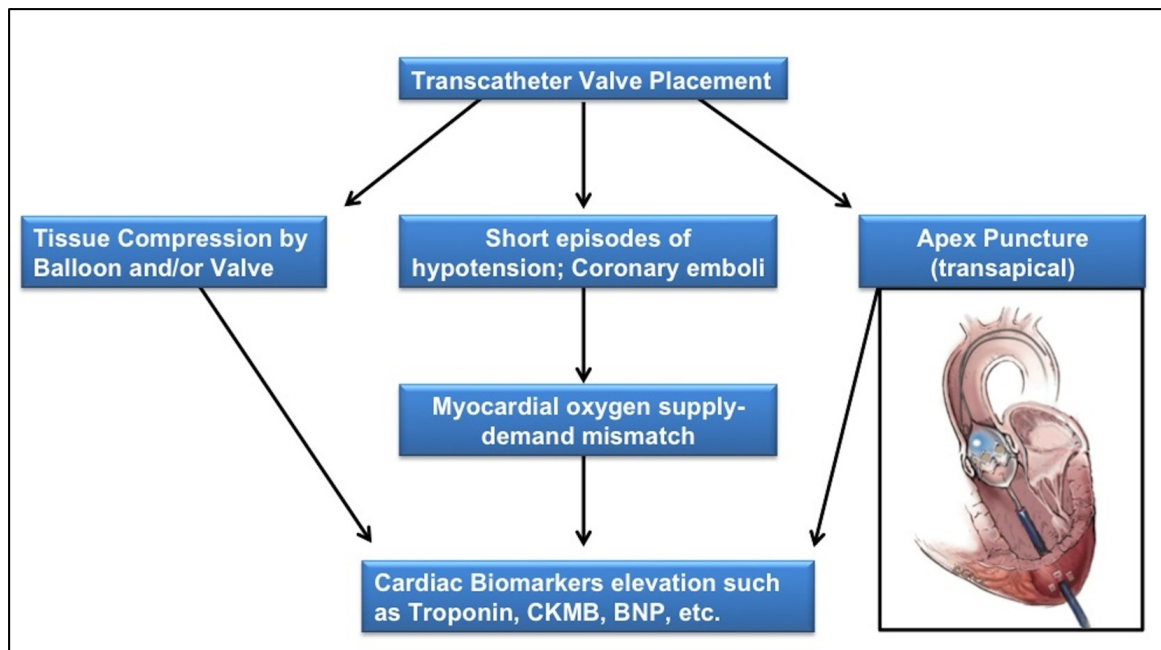 Transcatheter Valve Placement
Tissue Compression by
Balloon and/or Valve
Short episodes of
hypotension; Coronary emboli
Apex Puncture
(transapical)
Myocardial oxygen supply-
demand mismatch
Cardiac Biomarkers elevation such
as Troponin, CKMB, BNP, etc.